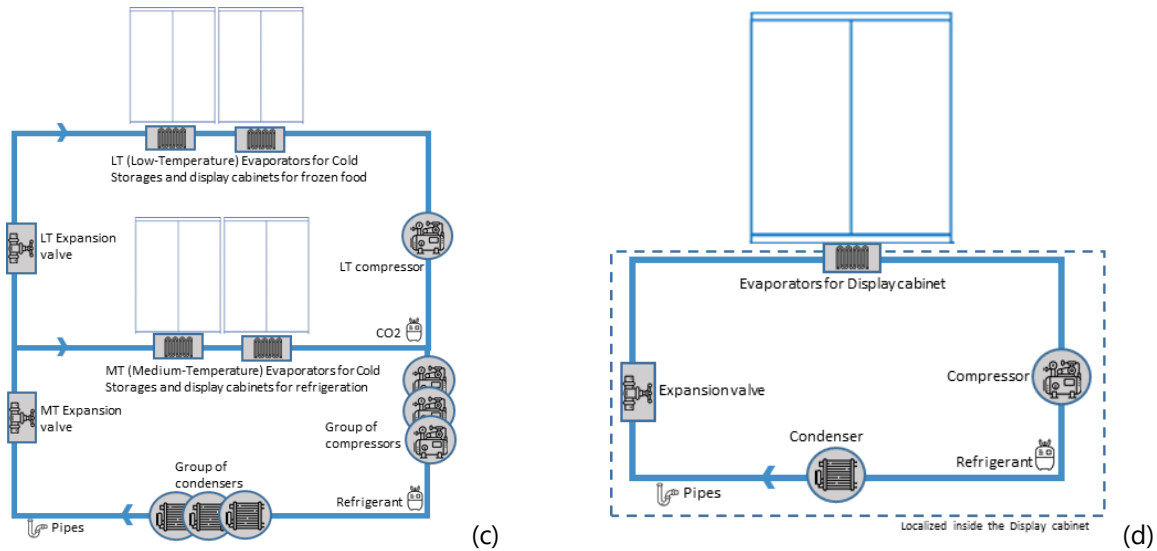 LT (Low-Temperature) Evaporators for Cold
Storages and display cabinets for frozen food
LT Expansion
valve
LT compressor
CO2
MT (Medium-Temperature) Evaporators for Cold
Storages and display cabinets for refrigeration
MT Expansion
valve
Group of
compressors
Group of
condensers
Refrigerant
Pipes
(c)
Evaporators for Display cabinet
Expansion valve
Compressor
Condenser
Refrigerant
Pipes
Localized inside the Display cabinet
(d)